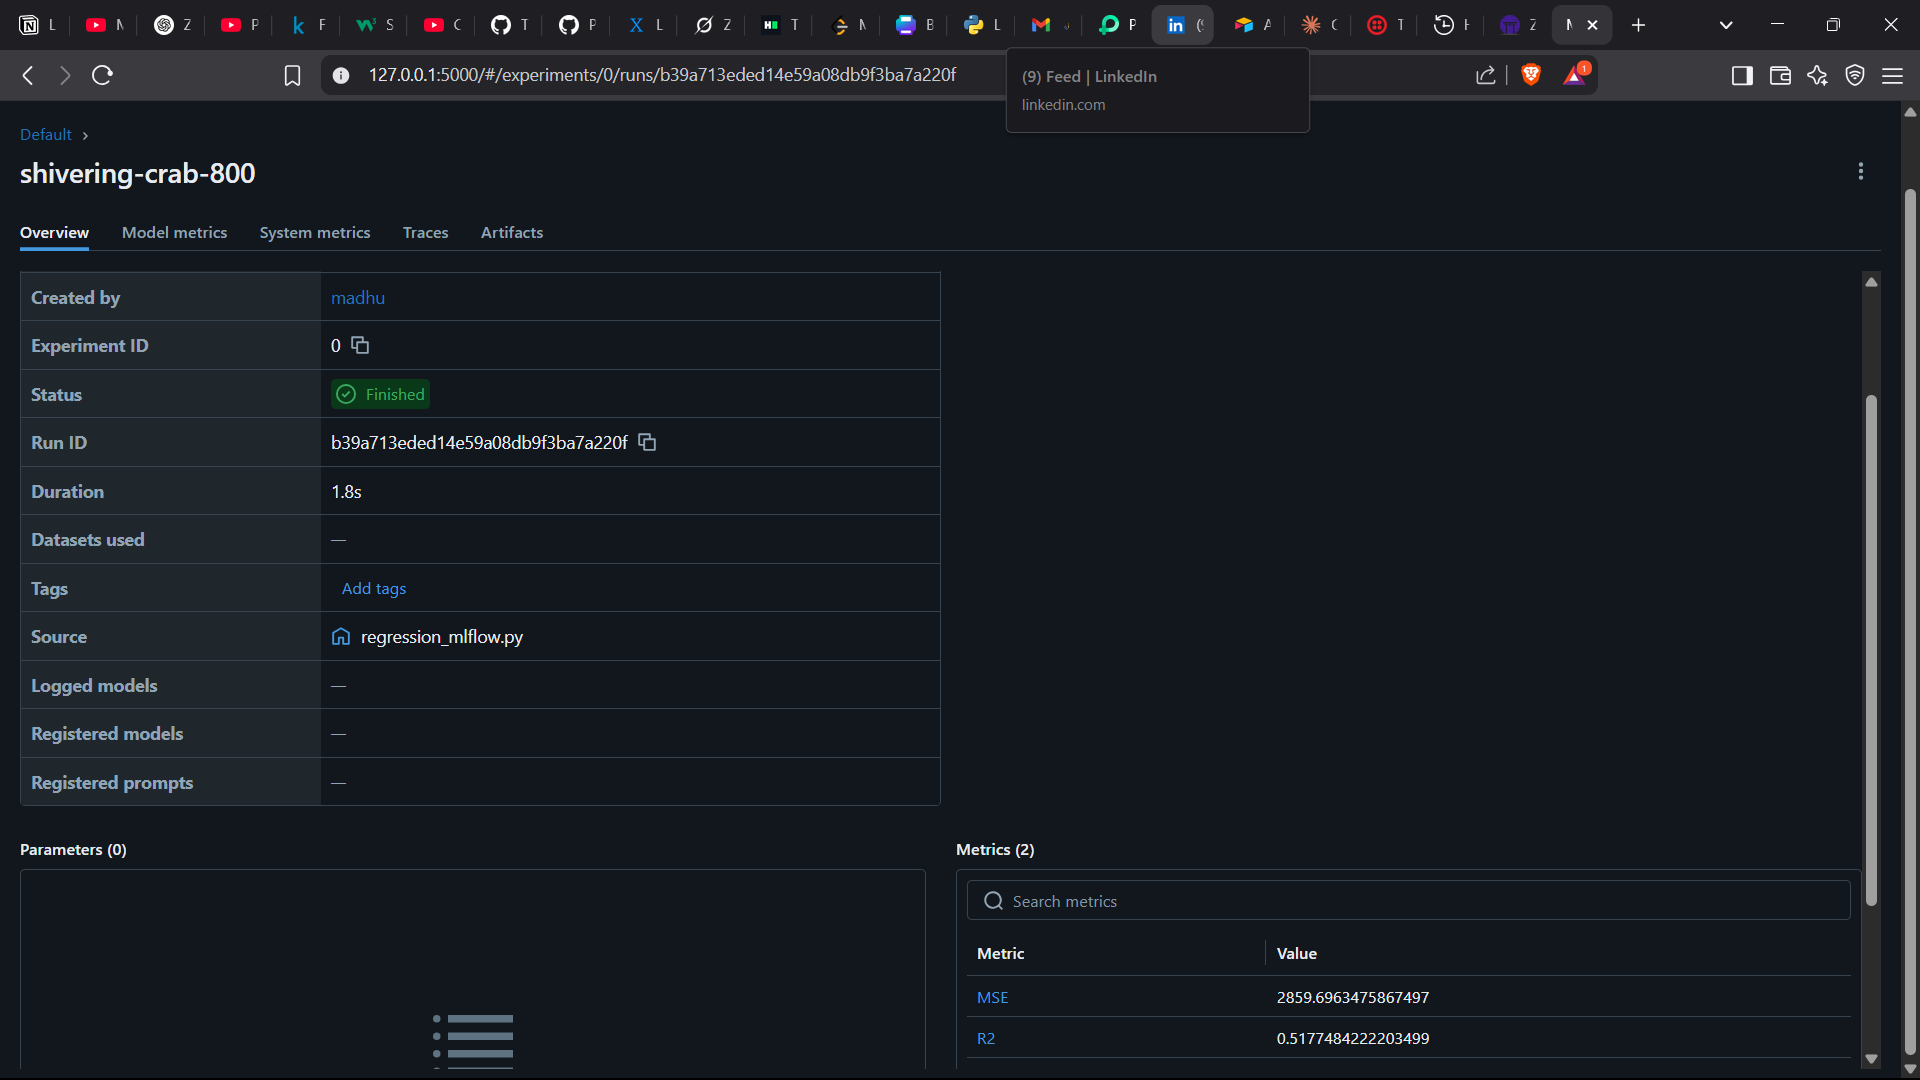 L
Z
P
F
S
C
T
P
L
Z
T
B
L
P
T
Z
127.0.0.1:5000/#/experiments/0/runs/b39a713eded14e59a08db9f3ba7a220f
1
(9) Feed | LinkedIn
linkedin.com
Default
shivering-crab-800
Overview Model metrics System metrics Traces Artifacts
Created by madhu
Experiment ID 0
Status Finished
Run ID b39a713eded14e59a08db9f3ba7a220f
Duration 1.8s
Datasets used —
Tags Add tags
Source regression_mlflow.py
Logged models —
Registered models —
Registered prompts —
Parameters (0)
Metrics (2)
Search metrics
Metric Value
MSE 2859.6963475867497
R2 0.5177484222203499